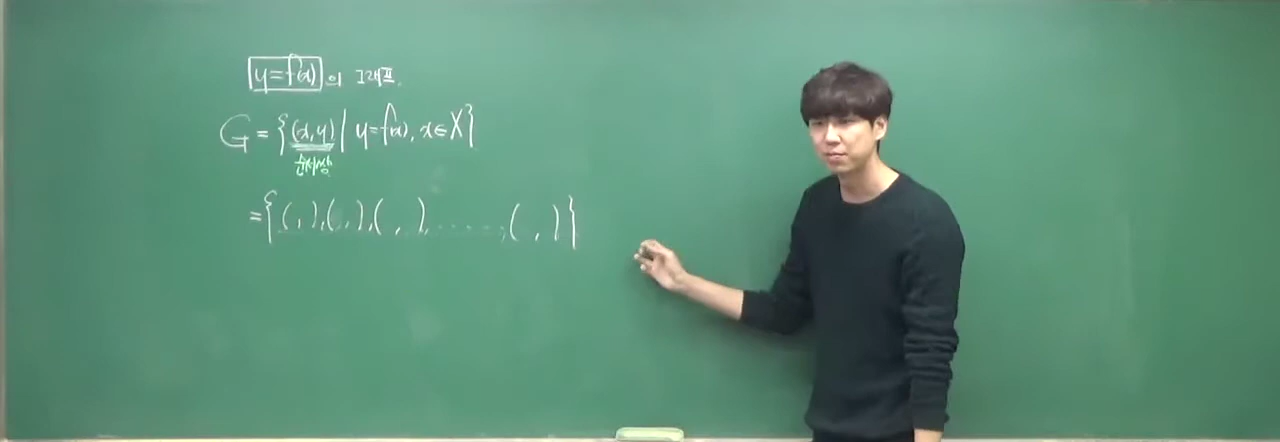 y=f(x) 의 그래프.
G = {(x,y) | y=f(x), x∈X}
순서쌍
={( , ),( , ),( , ),·····,( , )}